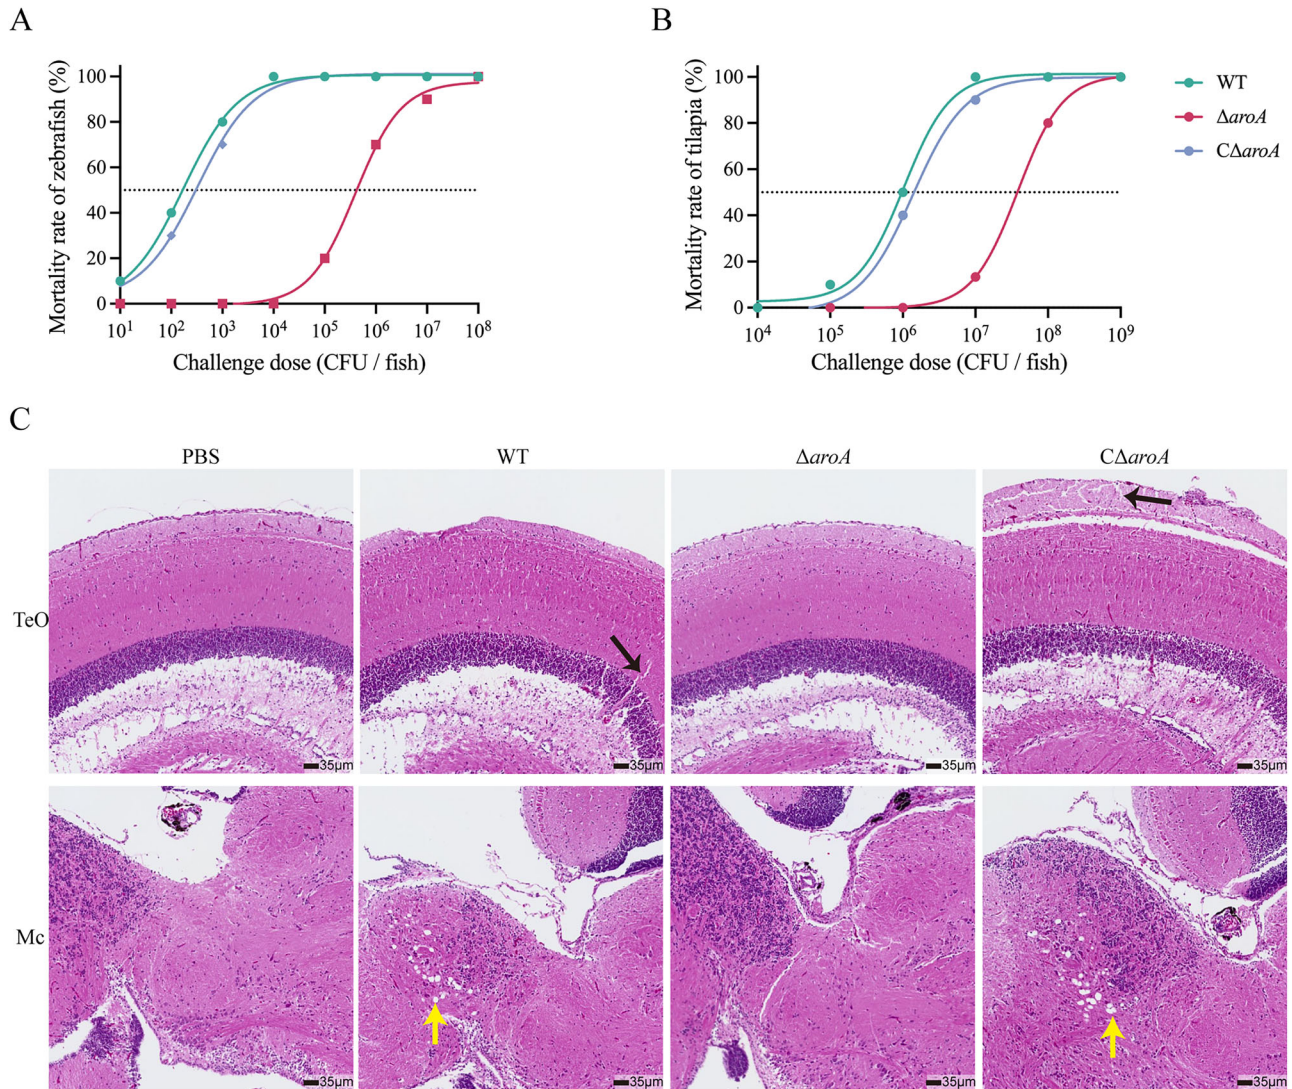 A
Mortality rate of zebrafish (%)
100
80
60
40
20
0
10¹ 10² 10³ 10⁴ 10⁵ 10⁶ 10⁷ 10⁸
Challenge dose (CFU / fish)
B
Mortality rate of tilapia (%)
100
80
60
40
20
0
10⁴ 10⁵ 10⁶ 10⁷ 10⁸ 10⁹
Challenge dose (CFU / fish)
WT
ΔaroA
CΔaroA
C
PBS WT ΔaroA CΔaroA
TeO
35μm 35μm 35μm 35μm
Mc
35μm 35μm 35μm 35μm